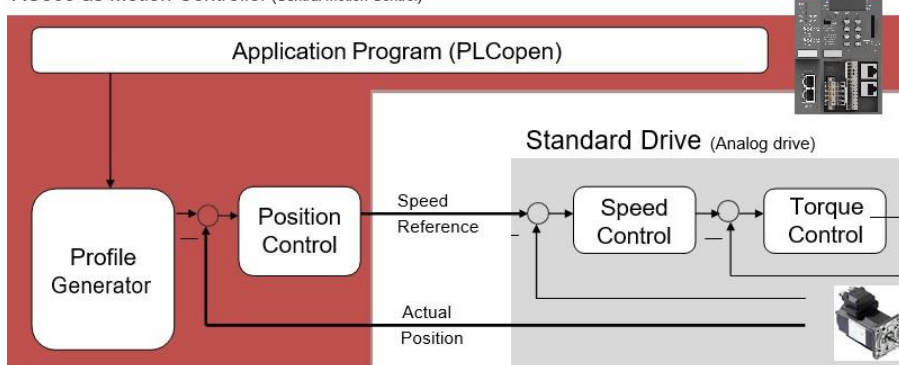 Application Program (PLCopen)
Standard Drive (Analog drive)
Profile
Generator
Position
Control
Speed
Reference
Speed
Control
Torque
Control
Actual
Position